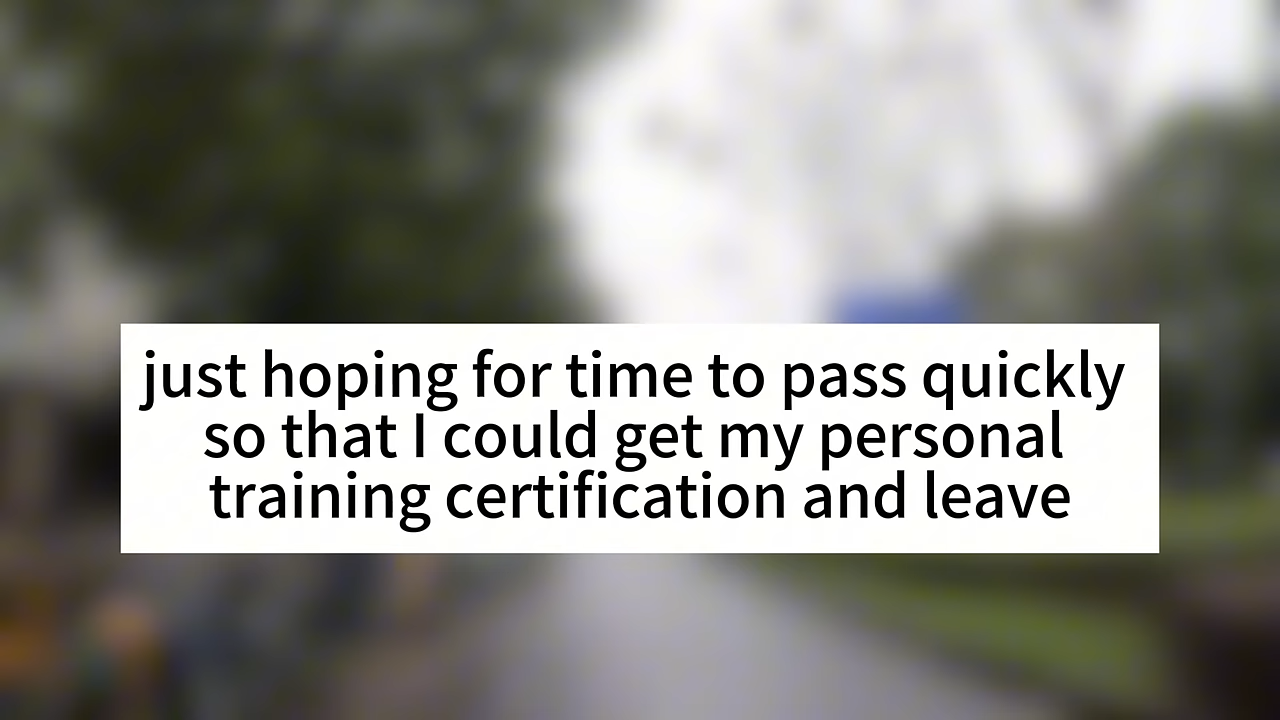 just hoping for time to pass quickly
so that I could get my personal
training certification and leave